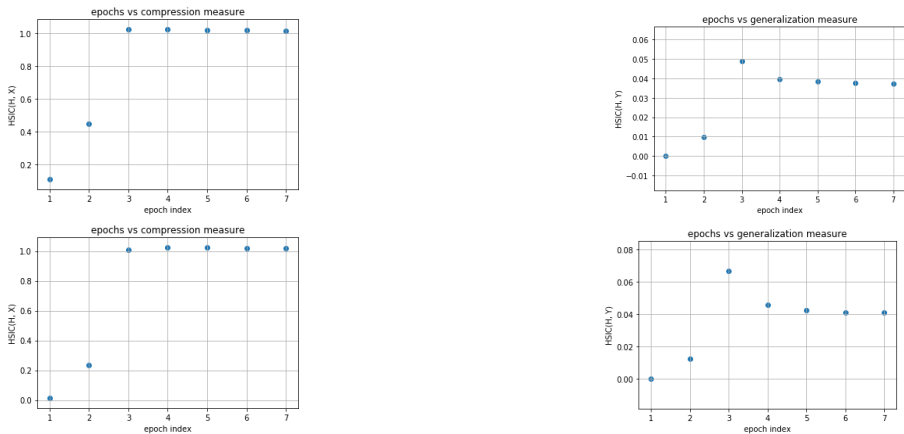 epochs vs compression measure
1.0
0.8
0.6
0.4
0.2
HSIC(H, X)
1 2 3 4 5 6 7
epoch index
epochs vs generalization measure
0.06
0.05
0.04
0.03
0.02
0.01
0.00
−0.01
HSIC(H, Y)
1 2 3 4 5 6 7
epoch index
epochs vs compression measure
1.0
0.8
0.6
0.4
0.2
0.0
HSIC(H, X)
1 2 3 4 5 6 7
epoch index
epochs vs generalization measure
0.08
0.06
0.04
0.02
0.00
HSIC(H, Y)
1 2 3 4 5 6 7
epoch index